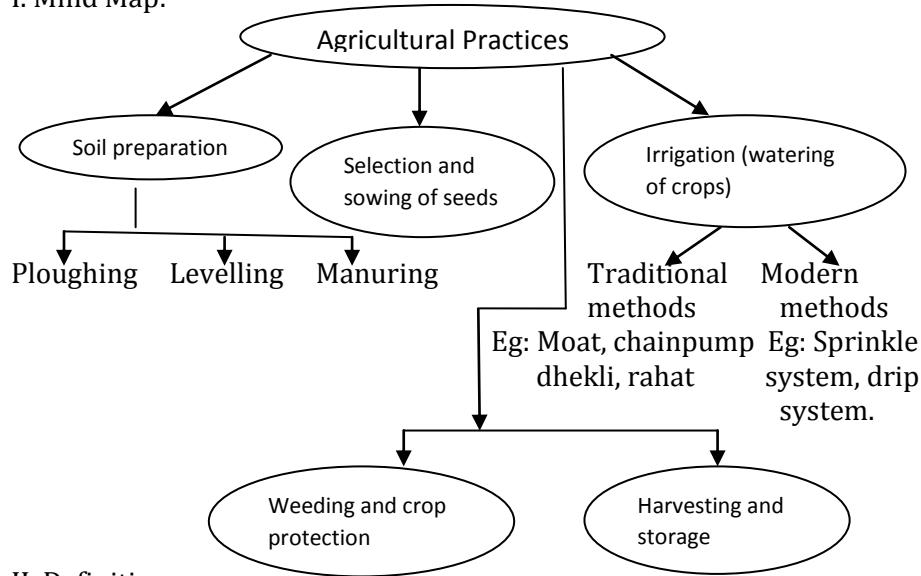 I. Mind Map:
Agricultural Practices
Soil preparation
Selection and
sowing of seeds
Irrigation (watering
of crops)
Ploughing Levelling Manuring
Traditional
methods
Eg: Moat, chainpump
dhekli, rahat
Modern
methods
Eg: Sprinkle
system, drip
system.
Weeding and crop
protection
Harvesting and
storage